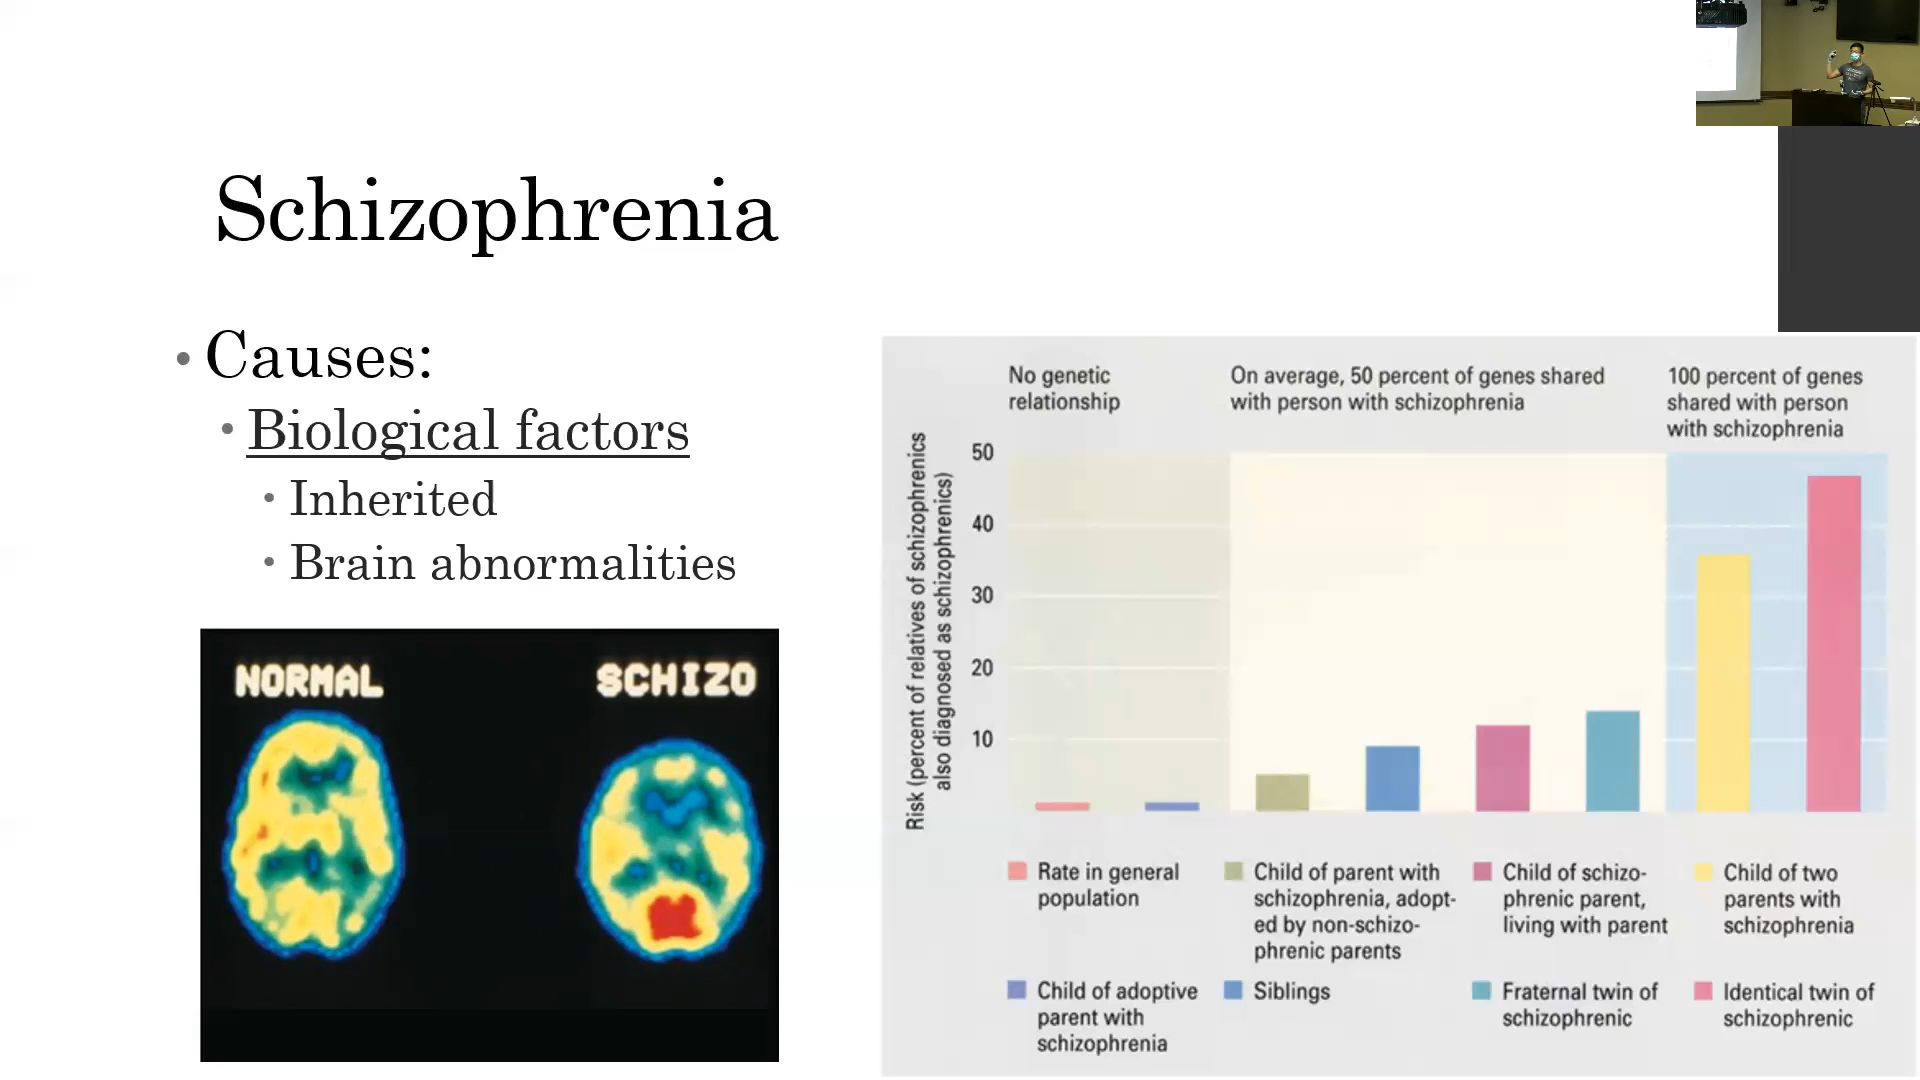 Schizophrenia
• Causes:
• Biological factors
• Inherited
• Brain abnormalities
NORMAL
SCHIZO
No genetic
relationship
On average, 50 percent of genes shared
with person with schizophrenia
100 percent of genes
shared with person
with schizophrenia
Risk (percent of relatives of schizophrenics
also diagnosed as schizophrenics)
50
40
30
20
10
Rate in general
population
Child of adoptive
parent with
schizophrenia
Child of parent with
schizophrenia, adopt-
ed by non-schizo-
phrenic parents
Siblings
Child of schizo-
phrenic parent,
living with parent
Fraternal twin of
schizophrenic
Child of two
parents with
schizophrenia
Identical twin of
schizophrenic